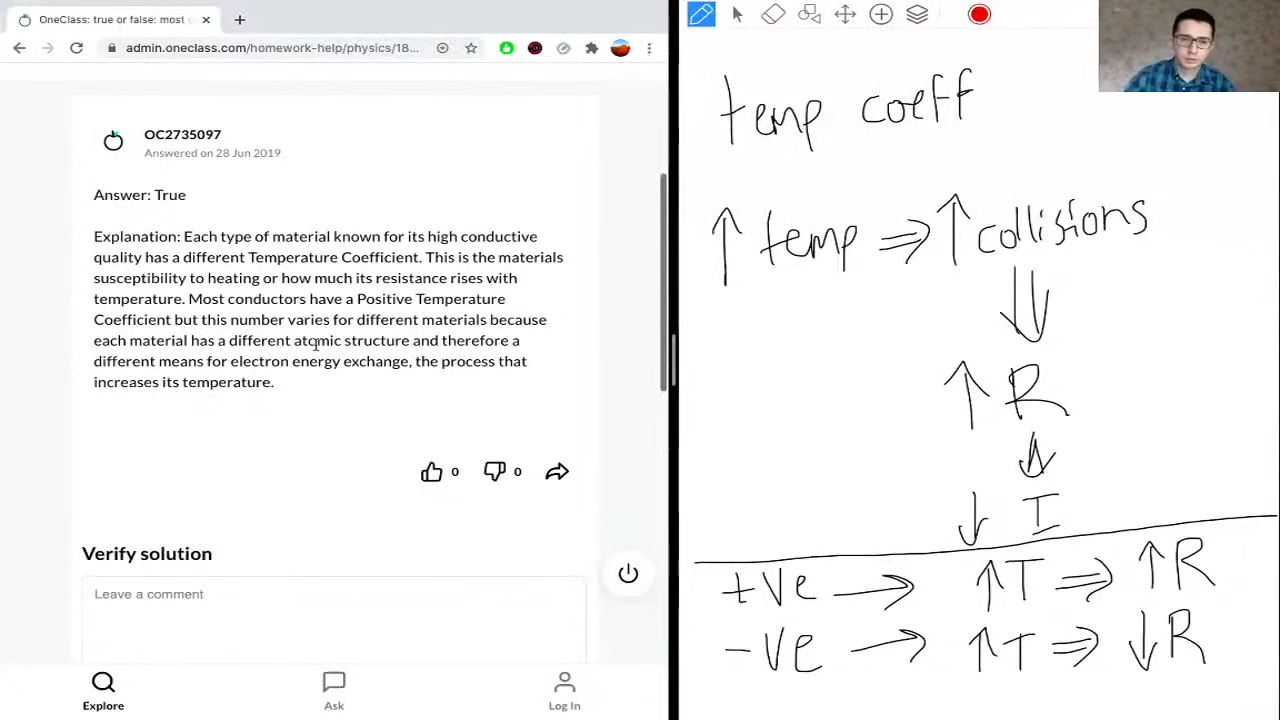 OneClass: true or false: most c
admin.oneclass.com/homework-help/physics/18...
OC2735097
Answered on 28 Jun 2019
Answer: True
Explanation: Each type of material known for its high conductive
quality has a different Temperature Coefficient. This is the materials
susceptibility to heating or how much its resistance rises with
temperature. Most conductors have a Positive Temperature
Coefficient but this number varies for different materials because
each material has a different atomic structure and therefore a
different means for electron energy exchange, the process that
increases its temperature.
0 0
Verify solution
Leave a comment
Explore Ask Log In
temp coeff
↑ temp ⇒ ↑ collisions
⇓
↑ R
↓
↓ I
+ve → ↑T ⇒ ↑R
-ve → ↑T ⇒ ↓R